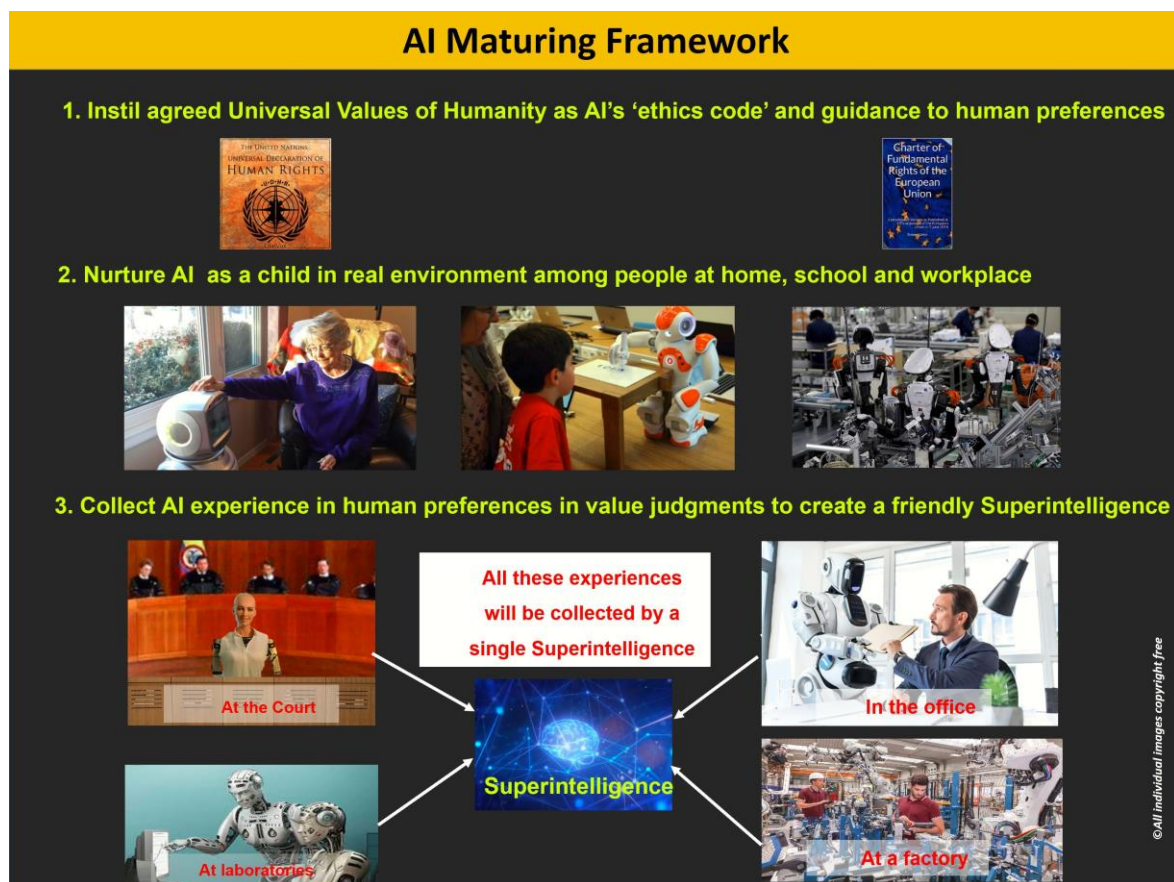 AI Maturing Framework
1. Instil agreed Universal Values of Humanity as AI's ‘ethics code’ and guidance to human preferences
THE UNITED NATIONS
UNIVERSAL DECLARATION OF
HUMAN RIGHTS
Charter of
Fundamental
Rights of the
European
Union
2. Nurture AI as a child in real environment among people at home, school and workplace
3. Collect AI experience in human preferences in value judgments to create a friendly Superintelligence
At the Court
All these experiences
will be collected by a
single Superintelligence
In the office
Superintelligence
At laboratories
At a factory
©All individual images copyright free